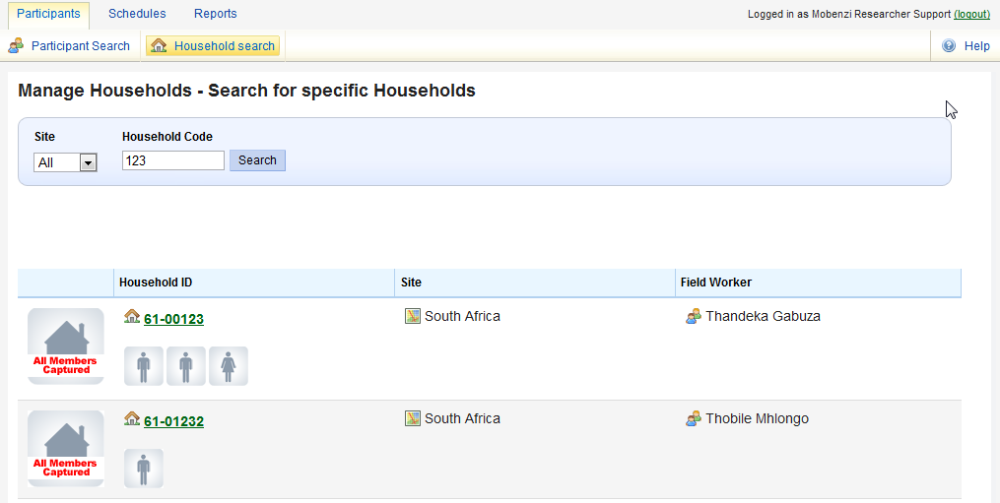 Participants Schedules Reports Logged in as Mobenzi Researcher Support (logout)
Participant Search Household search Help
Manage Households - Search for specific Households
Site Household Code
All 123 Search
Household ID Site Field Worker
61-00123 South Africa Thandeka Gabuza
All Members
Captured
61-01232 South Africa Thobile Mhlongo
All Members
Captured